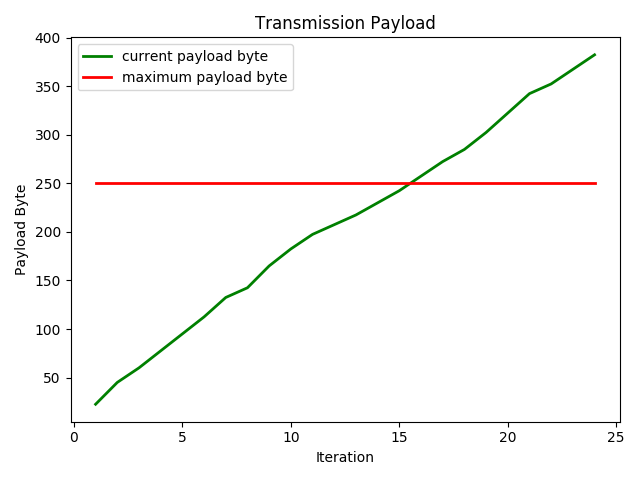 Transmission Payload
current payload byte
maximum payload byte
400
350
300
250
200
150
100
50
Payload Byte
0 5 10 15 20 25
Iteration